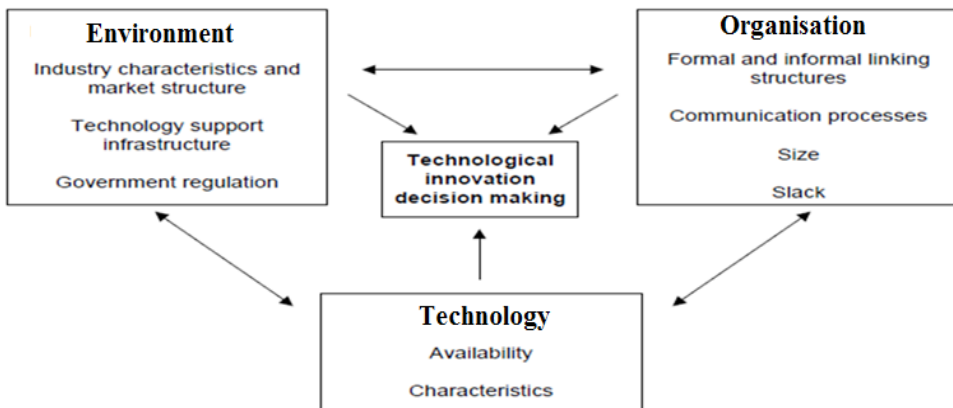 Environment
Industry characteristics and
market structure
Technology support
infrastructure
Government regulation
Organisation
Formal and informal linking
structures
Communication processes
Size
Slack
Technological
innovation
decision making
Technology
Availability
Characteristics